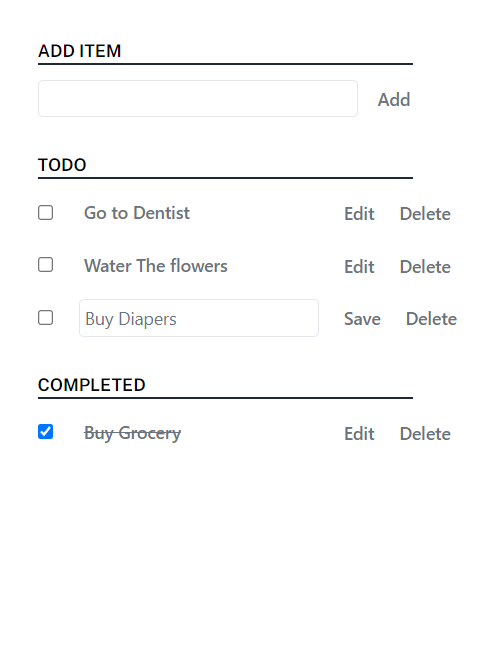 ADD ITEM
Add
TODO
Go to Dentist Edit Delete
Water The flowers Edit Delete
Buy Diapers Save Delete
COMPLETED
Buy Grocery Edit Delete